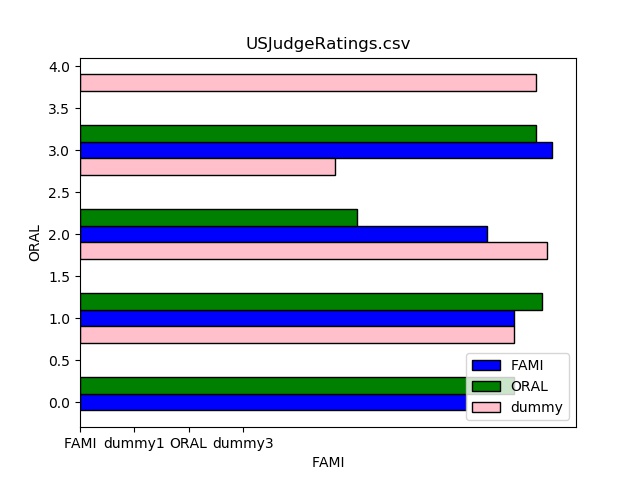 USJudgeRatings.csv
4.0
3.5
3.0
2.5
2.0
1.5
1.0
0.5
0.0
ORAL
FAMI
ORAL
dummy
FAMI dummy1 ORAL dummy3
FAMI